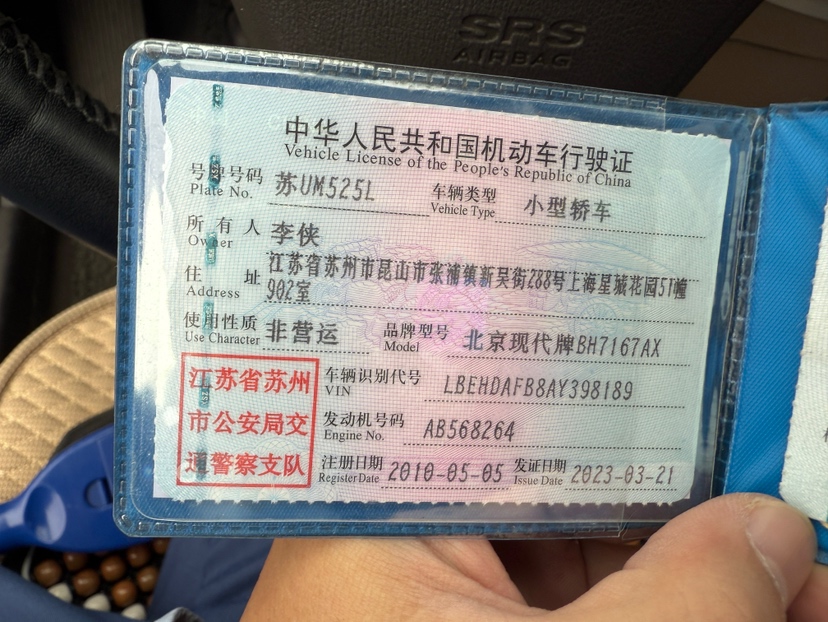 SRS
AIRBAG
中华人民共和国机动车行驶证
Vehicle License of the People's Republic of China
号牌号码 苏UM525L 车辆类型 小型轿车
Plate No. Vehicle Type
所有人 李侠
Owner
住址 江苏省苏州市昆山市张浦镇新吴街288号上海星城花园51幢
Address 902室
使用性质 非营运 品牌型号 北京现代牌BH7167AX
Use Character Model
江苏省苏州 车辆识别代号 LBEHDAFB8AY398189
VIN
市公安局交 发动机号码 AB568264
Engine No.
通警察支队 注册日期 2010-05-05 发证日期 2023-03-21
Register Date Issue Date